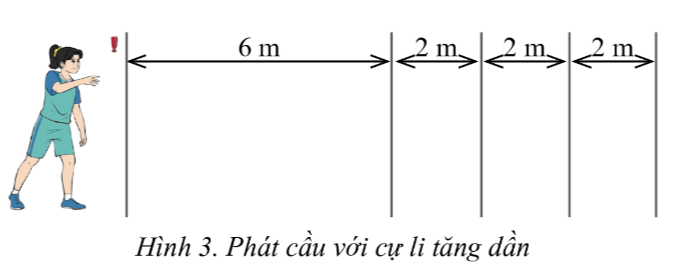 6 m 2 m 2 m 2 m
Hình 3. Phát cầu với cự li tăng dần